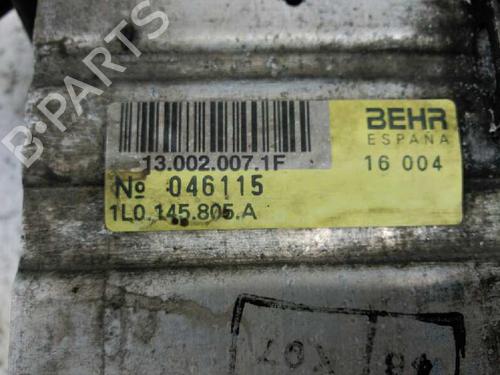 B-PARTS
BEHR
ESPAÑA
13.002.007.1F
16 004
Nº 046115
1L0.145.805.A